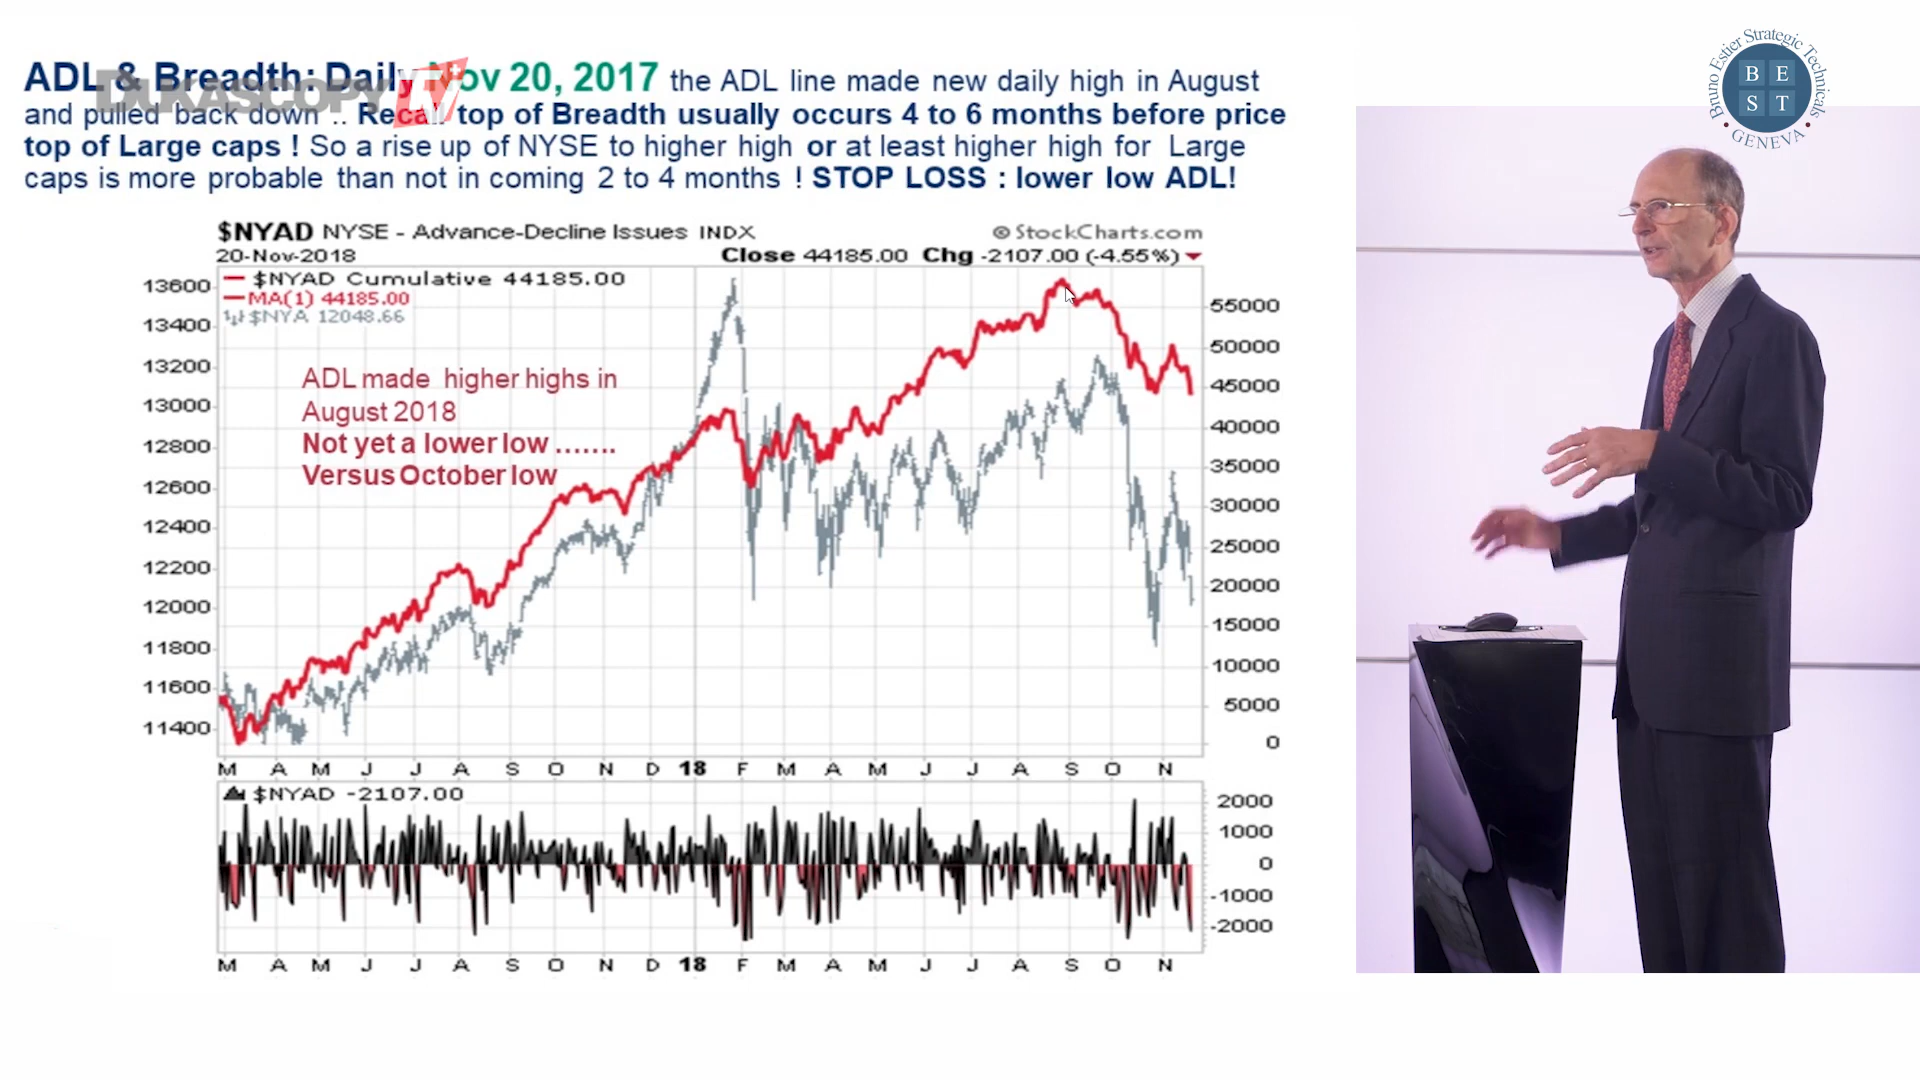 ADL & Breadth: Daily Nov 20, 2017 the ADL line made new daily high in August
and pulled back down .. Recall top of Breadth usually occurs 4 to 6 months before price
top of Large caps ! So a rise up of NYSE to higher high or at least higher high for Large
caps is more probable than not in coming 2 to 4 months ! STOP LOSS : lower low ADL!
DUKASCOPY TV+
Bruno Estier Strategic Technicals
B E
S T
• GENEVA •
$NYAD NYSE - Advance-Decline Issues INDX
© StockCharts.com
20-Nov-2018
Close 44185.00 Chg -2107.00 (-4.55%)
$NYAD Cumulative 44185.00
MA(1) 44185.00
$NYA 12048.66
ADL made higher highs in
August 2018
Not yet a lower low .......
Versus October low
13600
13400
13200
13000
12800
12600
12400
12200
12000
11800
11600
11400
55000
50000
45000
40000
35000
30000
25000
20000
15000
10000
5000
0
M A M J J A S O N D 18 F M A M J J A S O N
$NYAD -2107.00
2000
1000
0
-1000
-2000
M A M J J A S O N D 18 F M A M J J A S O N